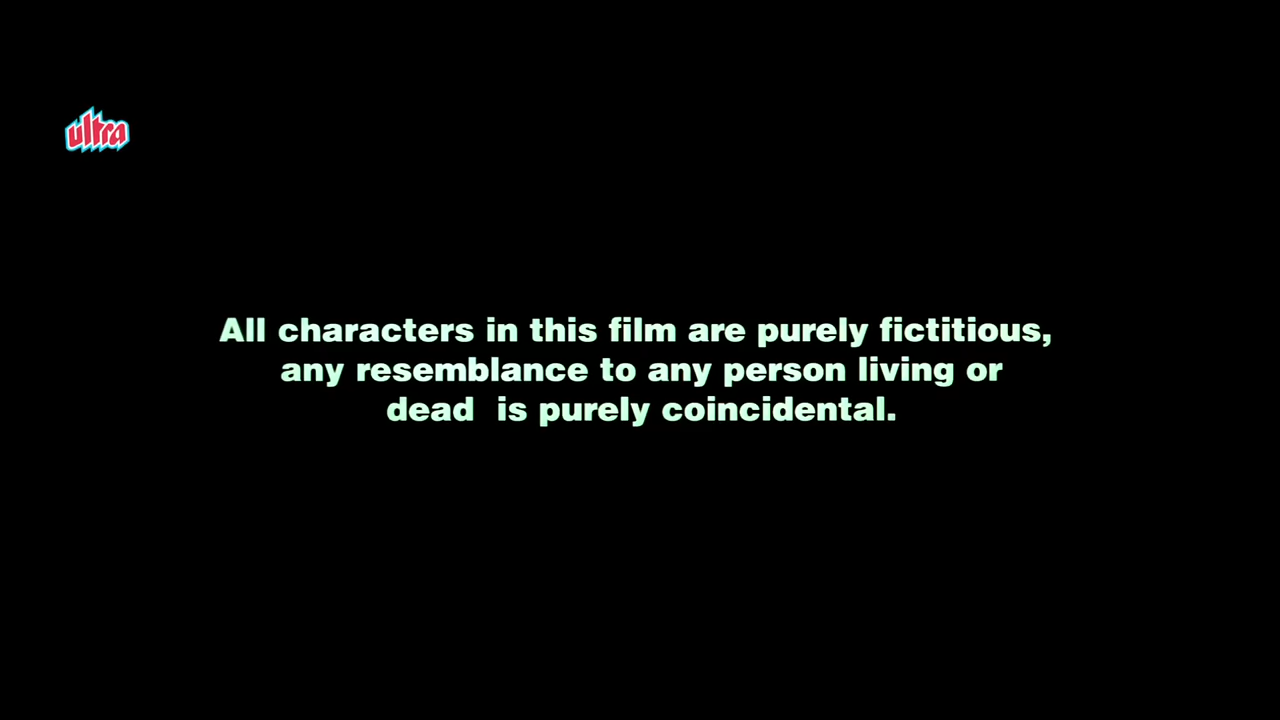 ultra
All characters in this film are purely fictitious,
any resemblance to any person living or
dead  is purely coincidental.